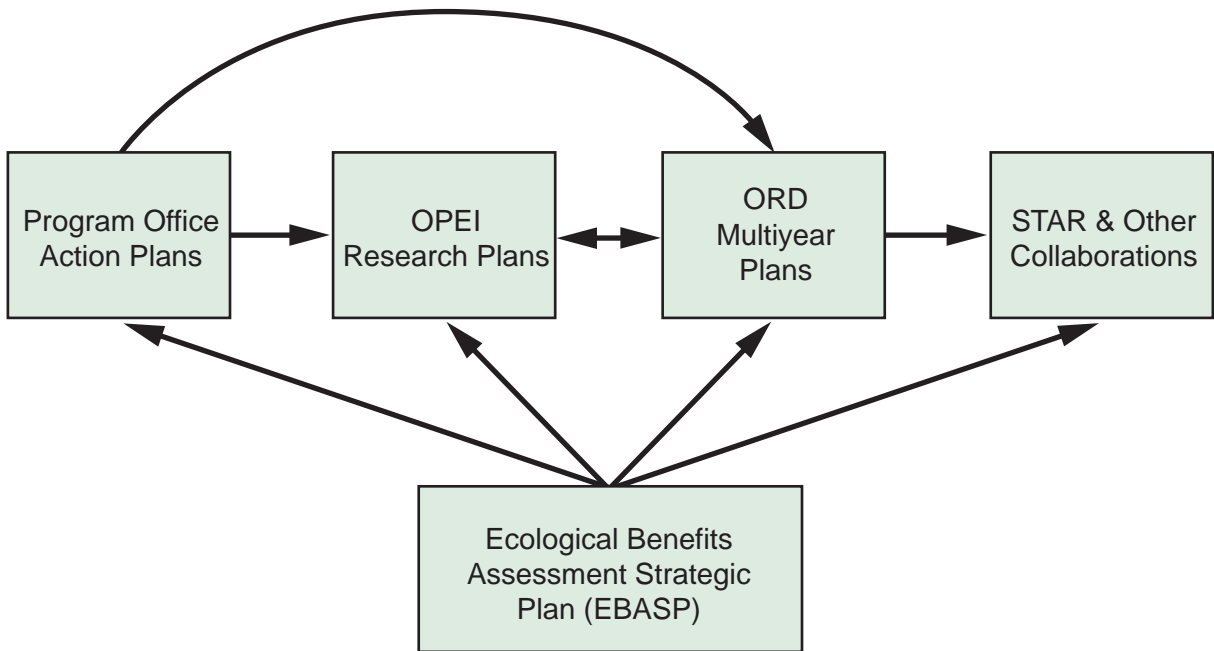 Program Office
Action Plans
OPEI
Research Plans
ORD
Multiyear
Plans
STAR & Other
Collaborations
Ecological Benefits
Assessment Strategic
Plan (EBASP)